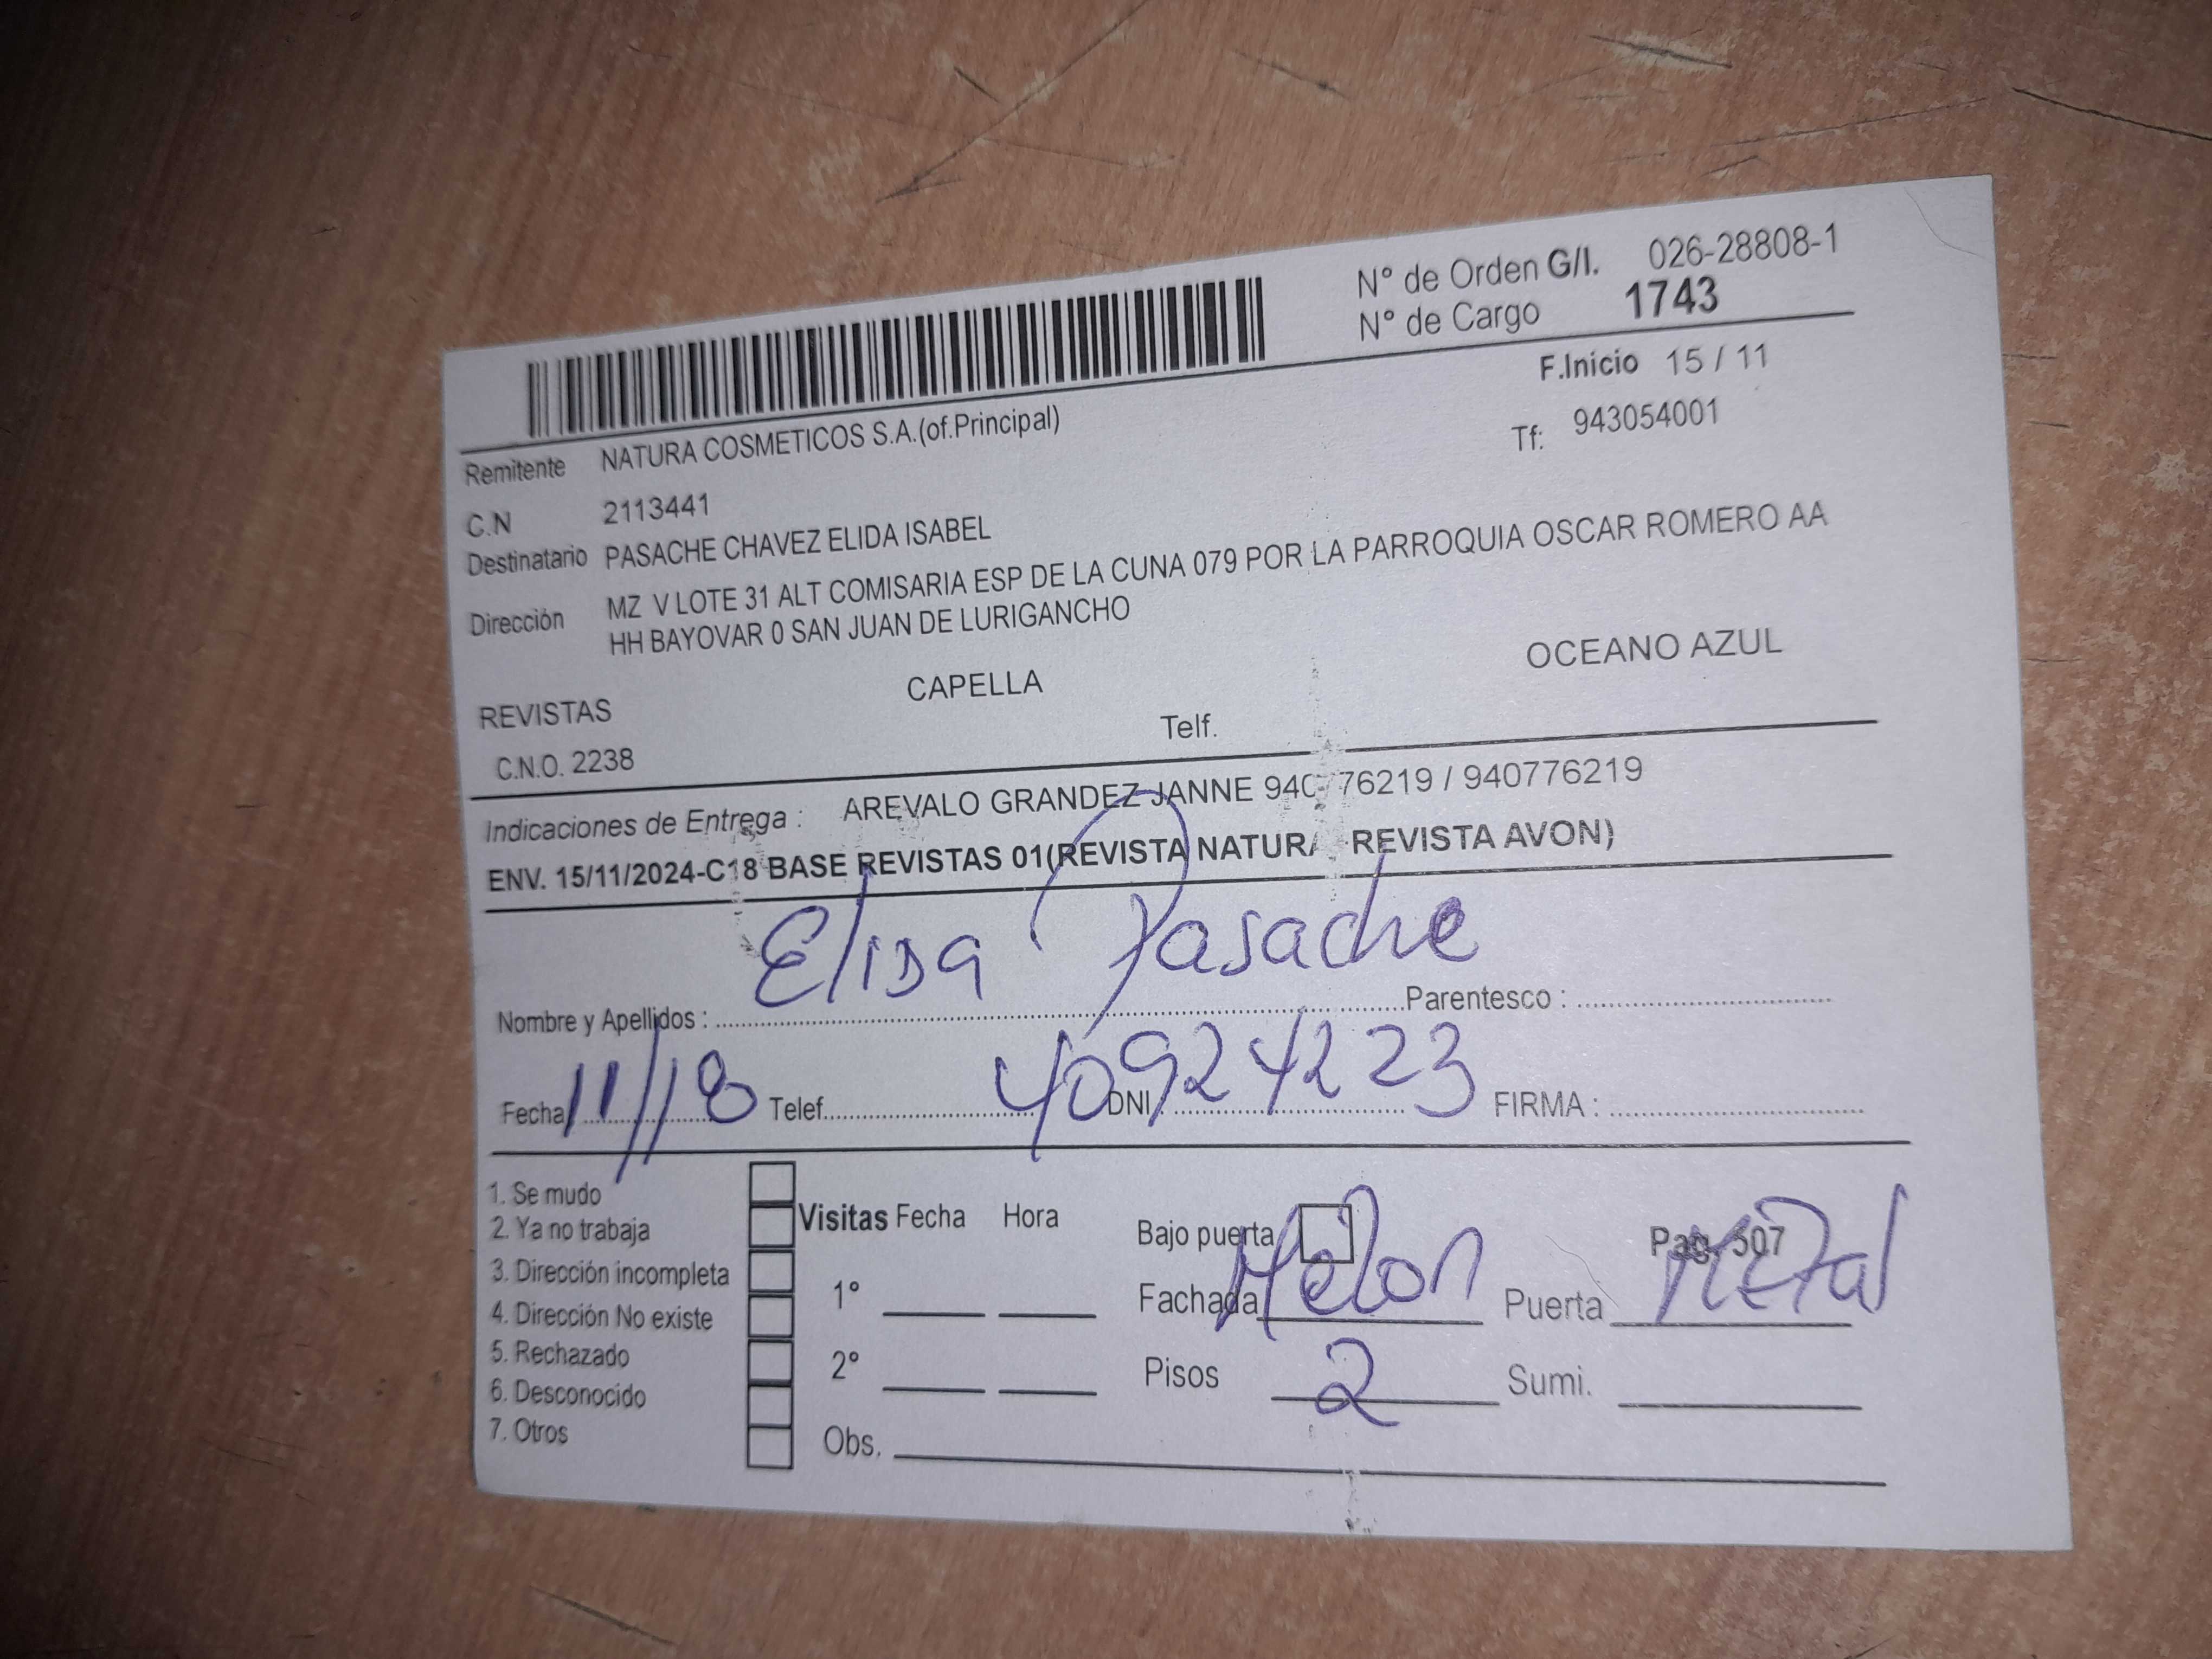 N° de Orden G/I. 026-28808-1
N° de Cargo 1743
F.Inicio 15 / 11
Remitente NATURA COSMETICOS S.A.(of.Principal)
Tf: 943054001
C.N 2113441
Destinatario PASACHE CHAVEZ ELIDA ISABEL
Dirección MZ V LOTE 31 ALT COMISARIA ESP DE LA CUNA 079 POR LA PARROQUIA OSCAR ROMERO AA
HH BAYOVAR 0 SAN JUAN DE LURIGANCHO
REVISTAS CAPELLA OCEANO AZUL
C.N.O. 2238 Telf.
Indicaciones de Entrega : AREVALO GRANDEZ JANNE 940776219 / 940776219
ENV. 15/11/2024-C18 BASE REVISTAS 01(REVISTA NATURA REVISTA AVON)
Nombre y Apellidos : Elida Pasache Parentesco :
Fecha 11/18 Telef. DNI 40924223 FIRMA :
1. Se mudo
2. Ya no trabaja
3. Dirección incompleta
4. Dirección No existe
5. Rechazado
6. Desconocido
7. Otros
Visitas Fecha Hora
1°
2°
Obs.
Bajo puerta Pag. 507
Fachada Melon Puerta Metal
Pisos 2 Sumi.